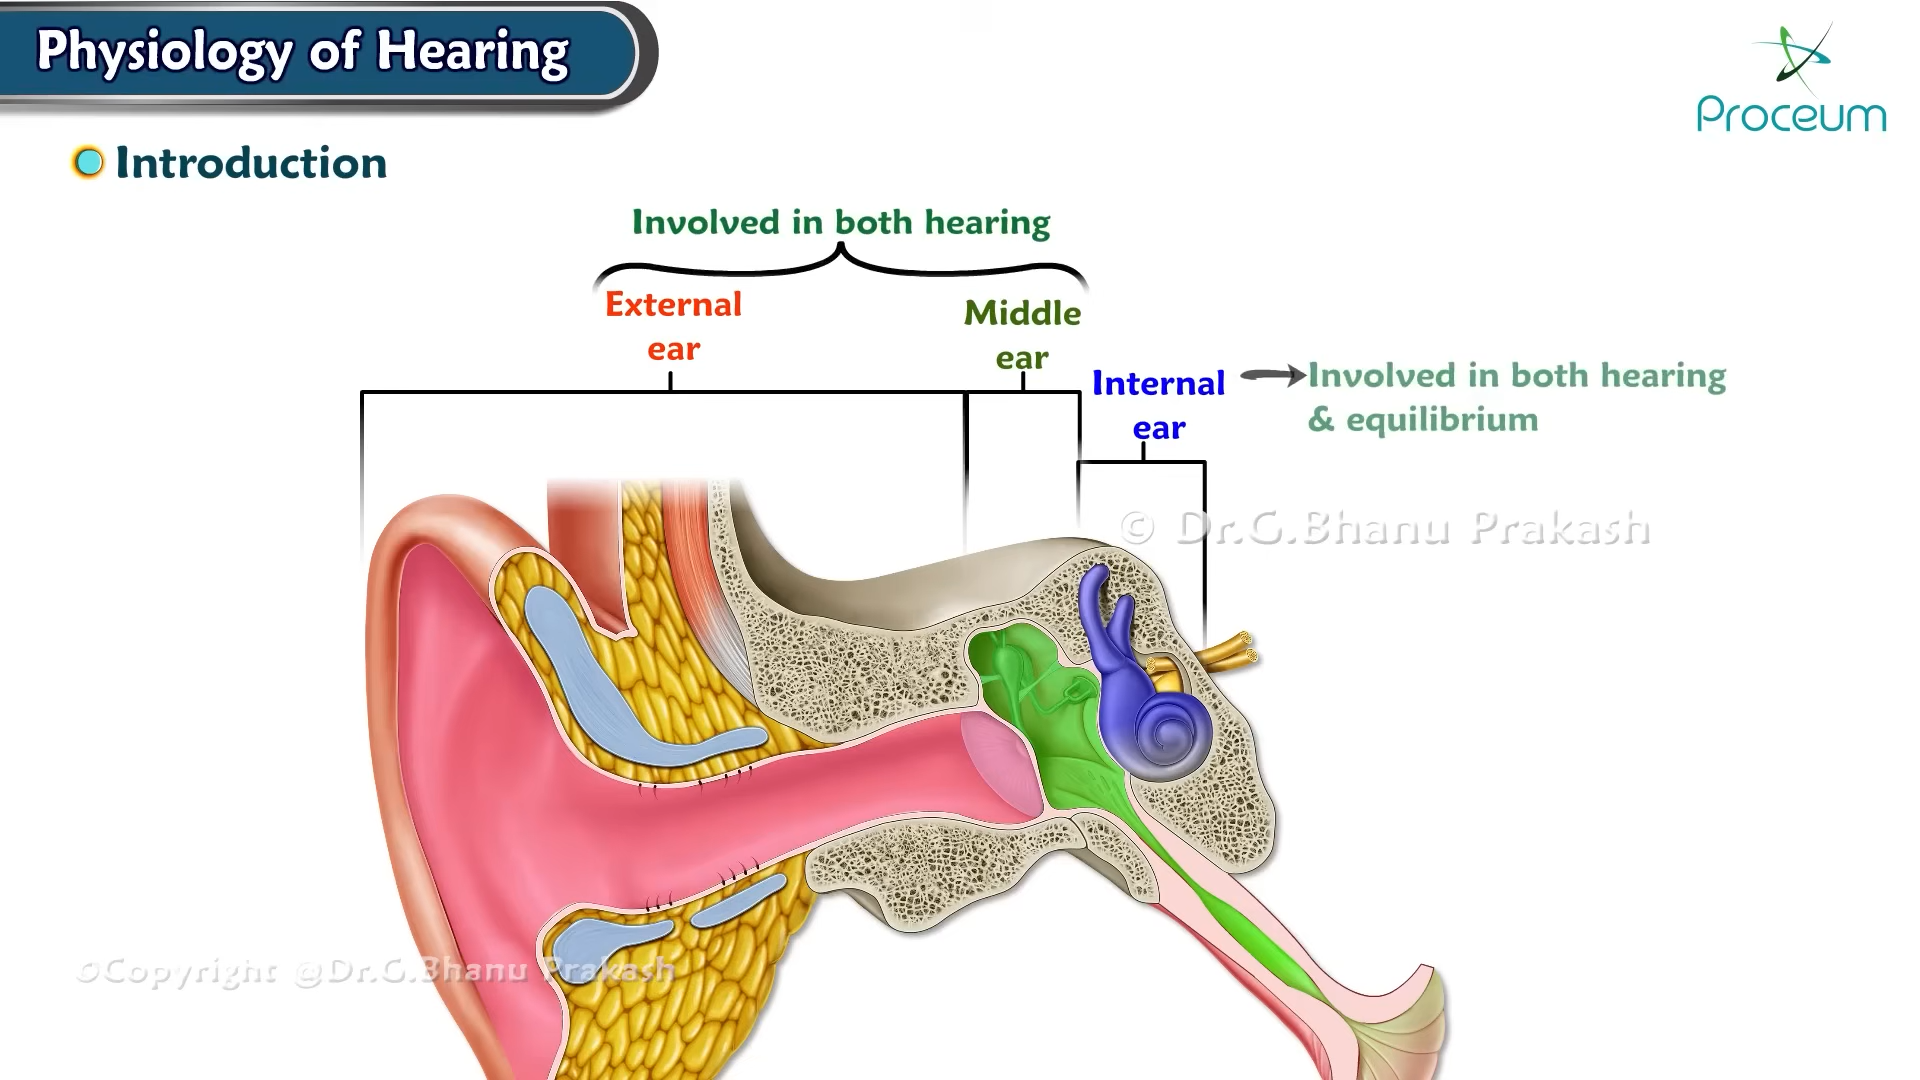 Physiology of Hearing
Proceum
Introduction
Involved in both hearing
External
ear
Middle
ear
Internal
ear
Involved in both hearing
& equilibrium
© Dr.G.Bhanu Prakash
©Copyright @Dr.G.Bhanu Prakash